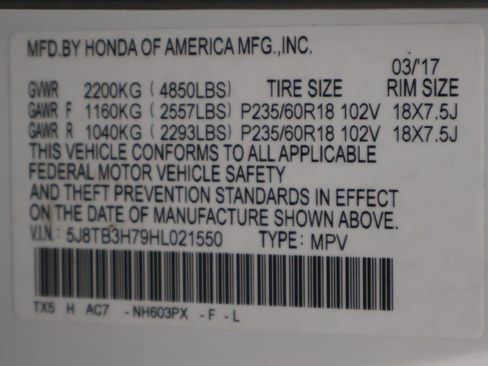 MFD.BY HONDA OF AMERICA MFG.,INC.
03/'17
GVWR 2200KG (4850LBS) TIRE SIZE RIM SIZE
GAWR F 1160KG (2557LBS) P235/60R18 102V 18X7.5J
GAWR R 1040KG (2293LBS) P235/60R18 102V 18X7.5J
THIS VEHICLE CONFORMS TO ALL APPLICABLE
FEDERAL MOTOR VEHICLE SAFETY
AND THEFT PREVENTION STANDARDS IN EFFECT
ON THE DATE OF MANUFACTURE SHOWN ABOVE.
V.I.N.: 5J8TB3H79HL021550 TYPE: MPV
TX5 H AC7 -NH603PX -F -L